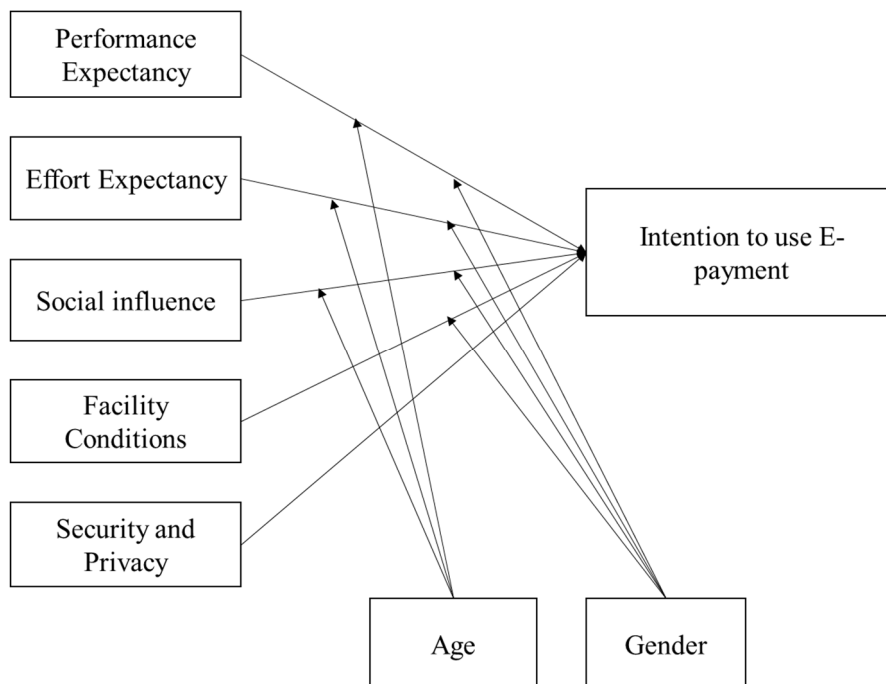 Performance
Expectancy
Effort Expectancy
Social influence
Facility
Conditions
Security and
Privacy
Intention to use E-
payment
Age
Gender